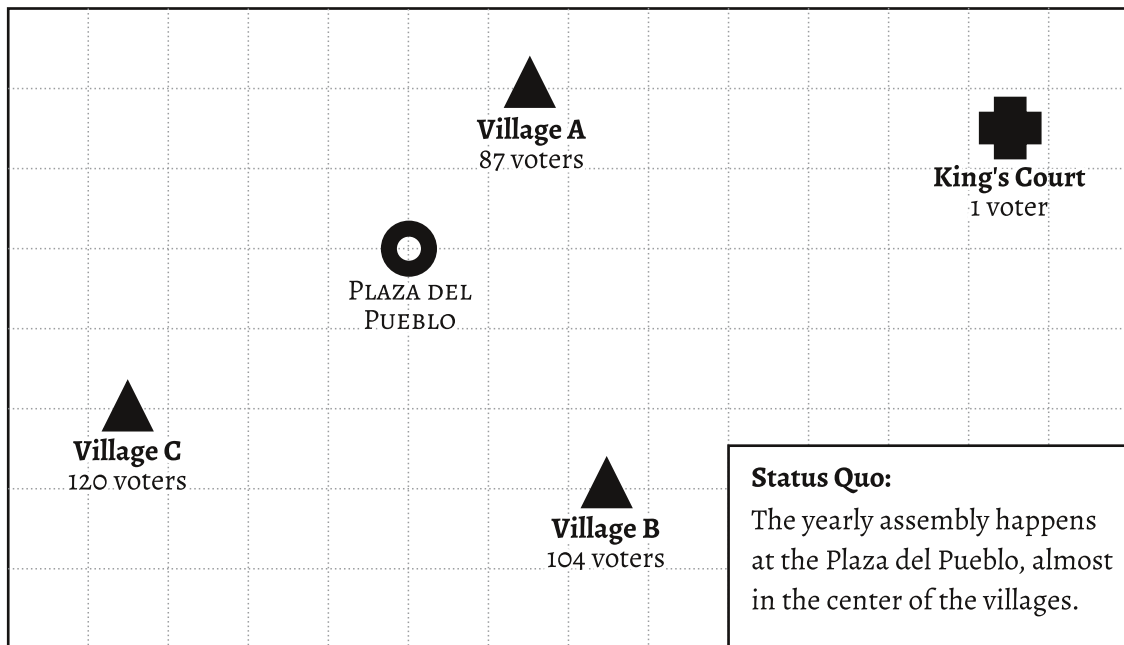 Village A
87 voters
King's Court
1 voter
Plaza del
Pueblo
Village C
120 voters
Village B
104 voters
Status Quo:
The yearly assembly happens
at the Plaza del Pueblo, almost
in the center of the villages.